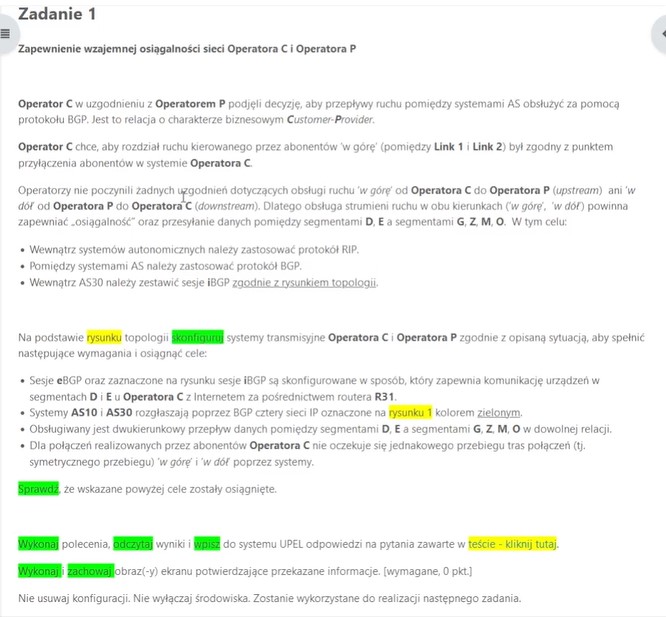 Zadanie 1
Zapewnienie wzajemnej osiągalności sieci Operatora C i Operatora P
Operator C w uzgodnieniu z Operatorem P podjęli decyzję, aby przepływy ruchu pomiędzy systemami AS obsłużyć za pomocą
protokołu BGP. Jest to relacja o charakterze biznesowym Customer-Provider.
Operator C chce, aby rozdział ruchu kierowanego przez abonentów 'w górę' (pomiędzy Link 1 i Link 2) był zgodny z punktem
przyłączenia abonentów w systemie Operatora C.
Operatorzy nie poczynili żadnych uzgodnień dotyczących obsługi ruchu 'w górę' od Operatora C do Operatora P (upstream) ani 'w
dół' od Operatora P do Operatora C (downstream). Dlatego obsługa strumieni ruchu w obu kierunkach ('w górę', 'w dół') powinna
zapewniać „osiągalność" oraz przesyłanie danych pomiędzy segmentami D, E a segmentami G, Z, M, O. W tym celu:
• Wewnątrz systemów autonomicznych należy zastosować protokół RIP.
• Pomiędzy systemami AS należy zastosować protokół BGP.
• Wewnątrz AS30 należy zestawić sesje iBGP zgodnie z rysunkiem topologii.
Na podstawie rysunku topologii skonfiguruj systemy transmisyjne Operatora C i Operatora P zgodnie z opisaną sytuacją, aby spełnić
następujące wymagania i osiągnąć cele:
• Sesje eBGP oraz zaznaczone na rysunku sesje iBGP są skonfigurowane w sposób, który zapewnia komunikację urządzeń w
segmentach D i E u Operatora C z Internetem za pośrednictwem routera R31.
• Systemy AS10 i AS30 rozgłaszają poprzez BGP cztery sieci IP oznaczone na rysunku 1 kolorem zielonym.
• Obsługiwany jest dwukierunkowy przepływ danych pomiędzy segmentami D, E a segmentami G, Z, M, O w dowolnej relacji.
• Dla połączeń realizowanych przez abonentów Operatora C nie oczekuje się jednakowego przebiegu tras połączeń (tj.
symetrycznego przebiegu) 'w górę' i 'w dół' poprzez systemy.
Sprawdź, że wskazane powyżej cele zostały osiągnięte.
Wykonaj polecenia, odczytaj wyniki i wpisz do systemu UPEL odpowiedzi na pytania zawarte w teście - kliknij tutaj.
Wykonaj i zachowaj obraz(-y) ekranu potwierdzające przekazane informacje. [wymagane, 0 pkt.]
Nie usuwaj konfiguracji. Nie wyłączaj środowiska. Zostanie wykorzystane do realizacji następnego zadania.